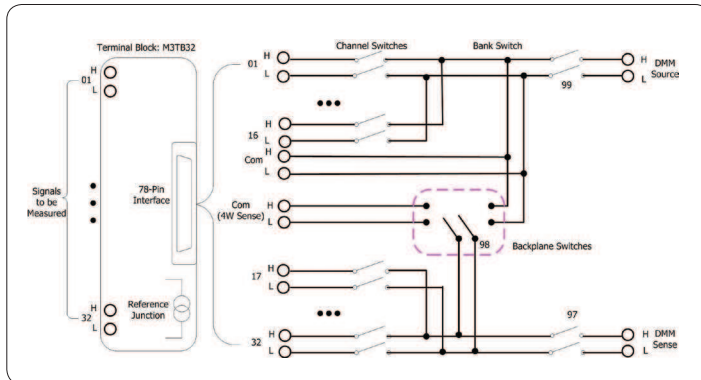 Terminal Block: M3TB32
H
01
L
Signals
to be
Measured
78-Pin
Interface
Reference
Junction
H
32
L
Channel Switches
Bank Switch
H
01
L
H
16
L
H
Com
L
H
Com
(4W Sense)
L
H
17
L
H
32
L
99
H
DMM
Source
L
98
Backplane Switches
97
H
DMM
Sense
L